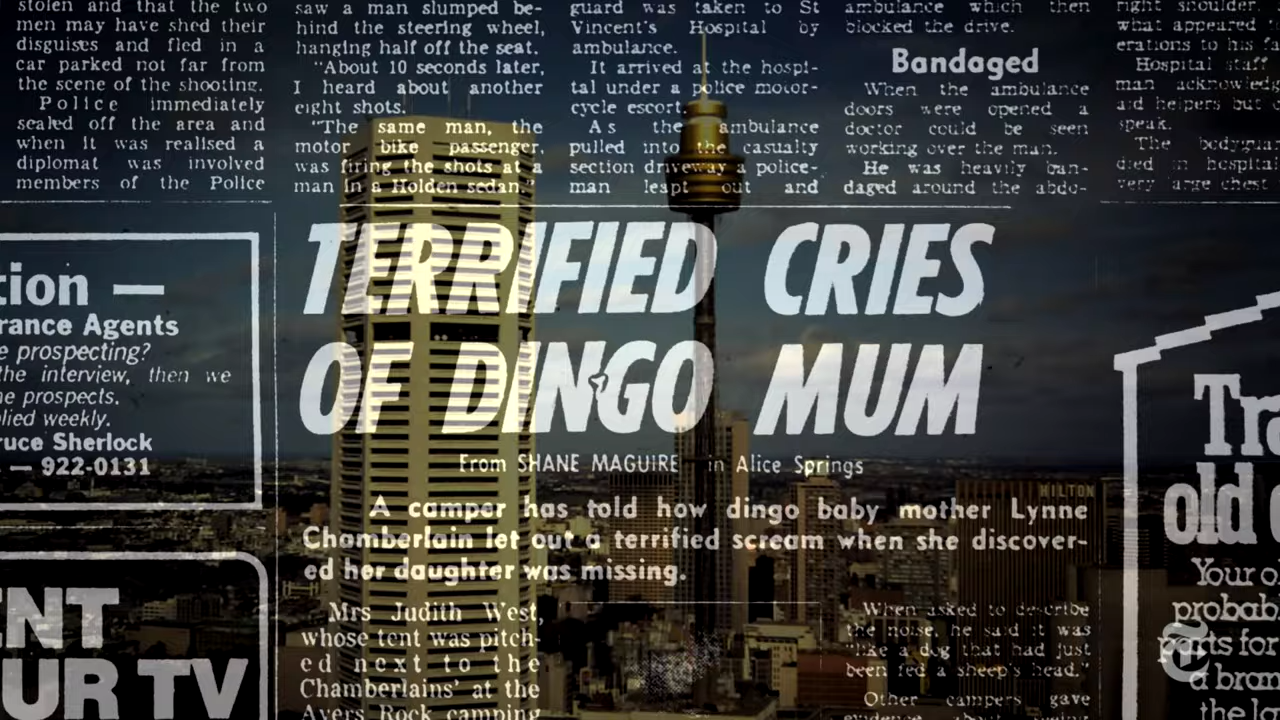 stolen and that the two
men may have shed their
disguises and fled in a
car parked not far from
the scene of the shooting.
Police immediately
sealed off the area and
when it was realised a
diplomat was involved
members of the Police
saw a man slumped be-
hind the steering wheel,
hanging half off the seat.
"About 10 seconds later,
I heard about another
eight shots.
"The same man, the
motor bike passenger,
was firing the shots at a
man in a Holden sedan."
guard was taken to St
Vincent's Hospital by
ambulance.
It arrived at the hospi-
tal under a police motor-
cycle escort.
As the ambulance
pulled into the casualty
section driveway a police-
man leapt out and
ambulance which then
blocked the drive.
Bandaged
When the ambulance
doors were opened a
doctor could be seen
working over the man.
He was heavily ban-
daged around the abdo-
right shoulder.
what appeared
erations to his fa
Hospital staff
man acknowledg
aid helpers but
speak.
The bodygua
died in hospita
very large chest
tion —
rance Agents
e prospecting?
the interview, then we
ne prospects.
plied weekly.
ruce Sherlock
— 922-0131
ENT
UR TV
TERRIFIED CRIES
OF DINGO MUM
From SHANE MAGUIRE in Alice Springs
A camper has told how dingo baby mother Lynne
Chamberlain let out a terrified scream when she discover-
ed her daughter was missing.
Mrs Judith West,
whose tent was pitch-
ed next to the
Chamberlains' at the
Ayers Rock camping
When asked to describe
the noise, he said it was
"like a dog that had just
been fed a sheep's head."
Other campers gave
evidence about
HILTON
Tra
old
Your o
probab
parts for
a bran
the la